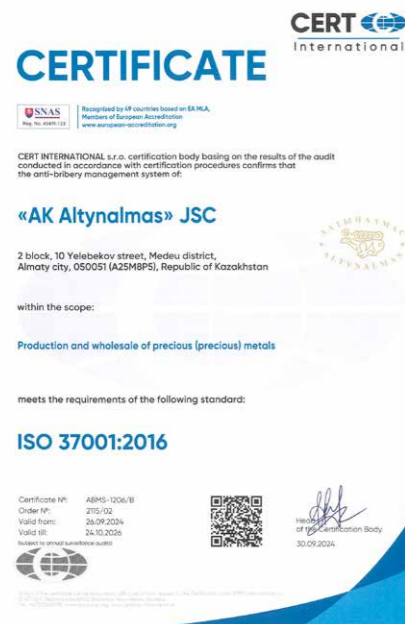 CERT
International
CERTIFICATE
SNAS
Recognized by 49 countries based on EA MLA,
Members of European Accreditation
www.european-accreditation.org
CERT INTERNATIONAL s.r.o. certification body basing on the results of the audit
conducted in accordance with certification procedures confirms that
the anti-bribery management system of:
«AK Altynalmas» JSC
ALTYNALMAS
2 block, 10 Yelebekov street, Medeu district,
Almaty city, 050051 (A25M8P5), Republic of Kazakhstan
within the scope:
Production and wholesale of precious (precious) metals
meets the requirements of the following standard:
ISO 37001:2016
Certificate №: ABMS-1206/B
Order №: 2115/02
Valid from: 26.09.2024
Valid till: 24.10.2026
(subject to annual surveillance audits)
Head
of the Certification Body
30.09.2024